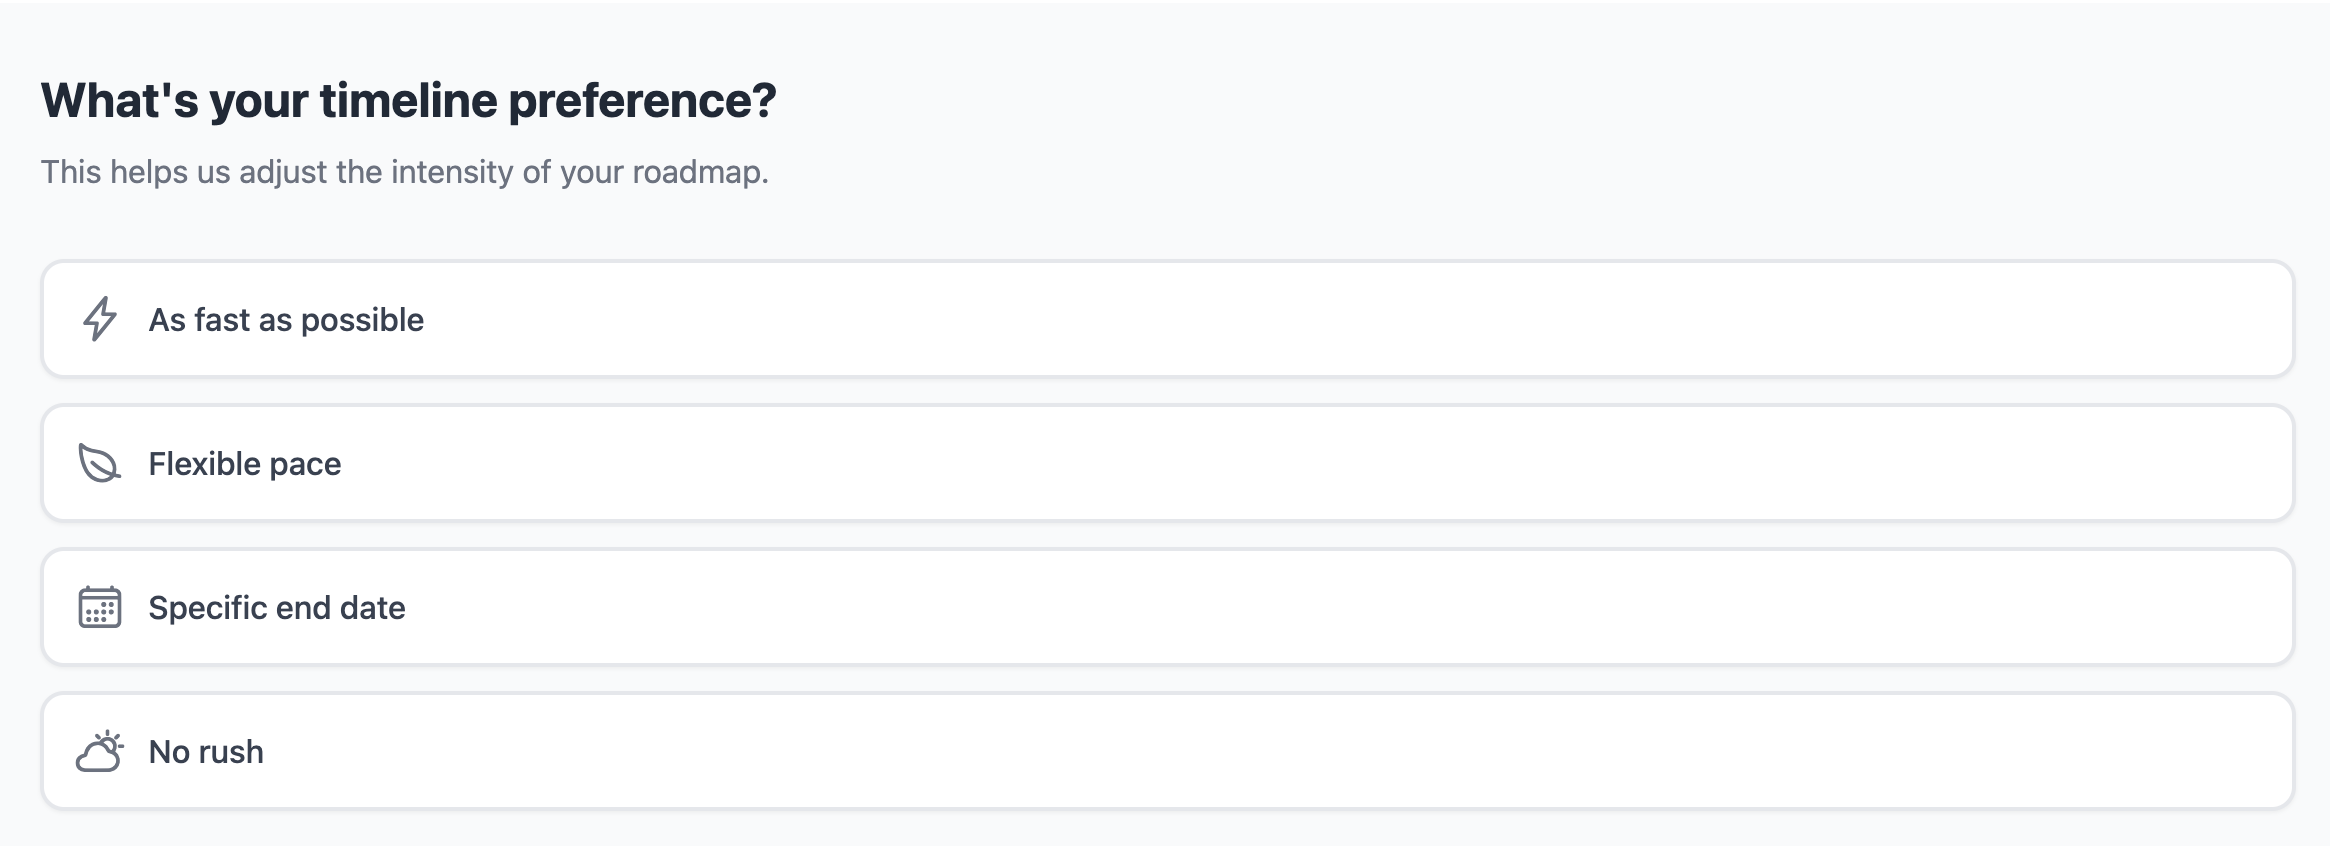 What's your timeline preference?
This helps us adjust the intensity of your roadmap.
As fast as possible
Flexible pace
Specific end date
No rush